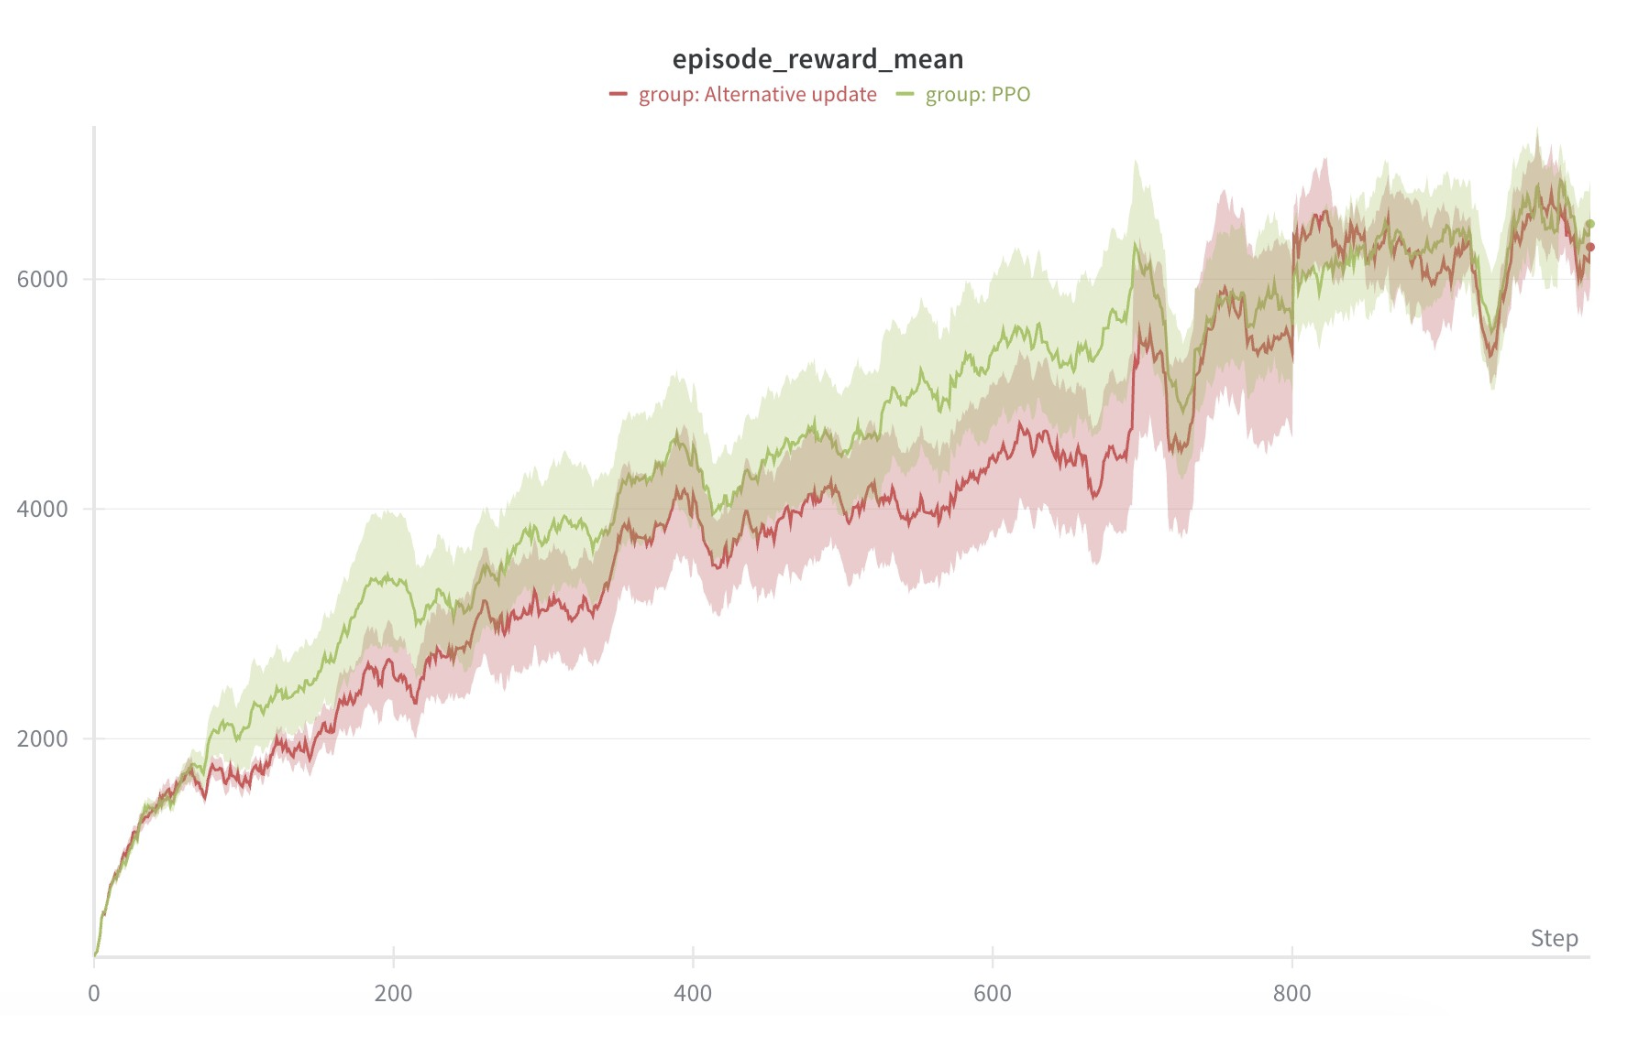 episode_reward_mean
group: Alternative update group: PPO
6000
4000
2000
Step
0 200 400 600 800